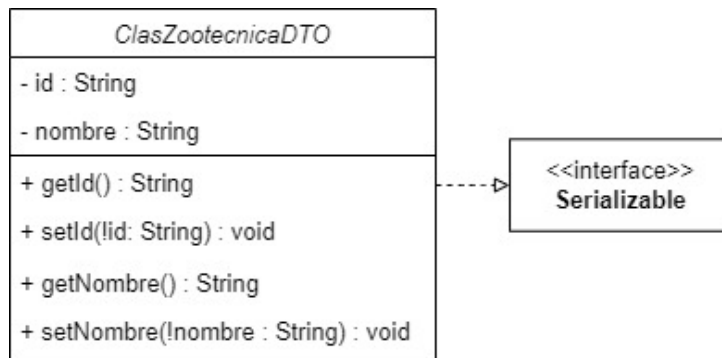 ClasZootecnicaDTO
- id : String
- nombre : String
+ getId() : String
+ setId(!id: String) : void
+ getNombre() : String
+ setNombre(!nombre : String) : void
<<interface>>
Serializable